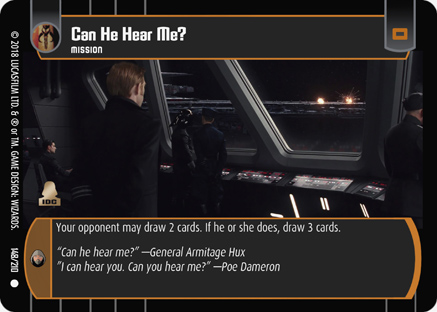 Can He Hear Me?
MISSION
0
IDC
Your opponent may draw 2 cards. If he or she does, draw 3 cards.
"Can he hear me?" —General Armitage Hux
"I can hear you. Can you hear me?" —Poe Dameron
© 2018 LUCASFILM LTD. & ® or TM. GAME DESIGN: WIZARDS.
148/210